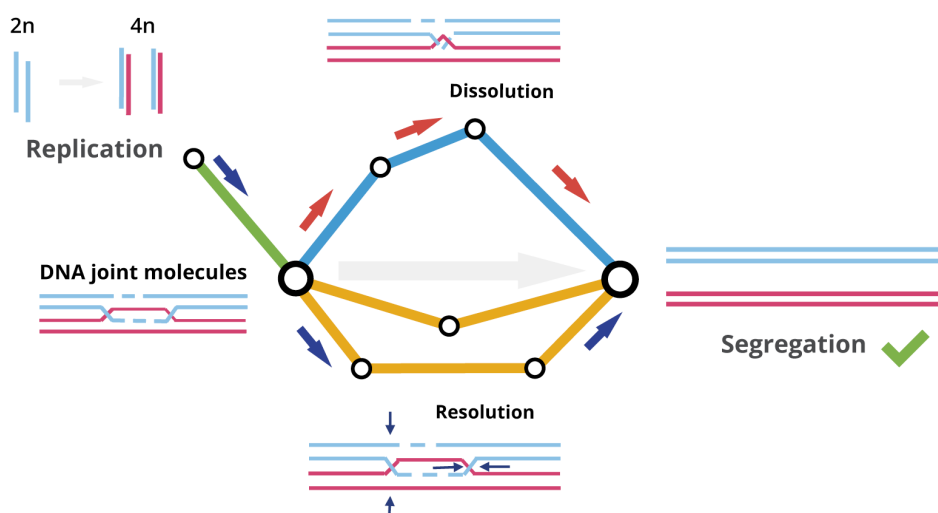 2n
4n
Replication
Dissolution
DNA joint molecules
Segregation
Resolution